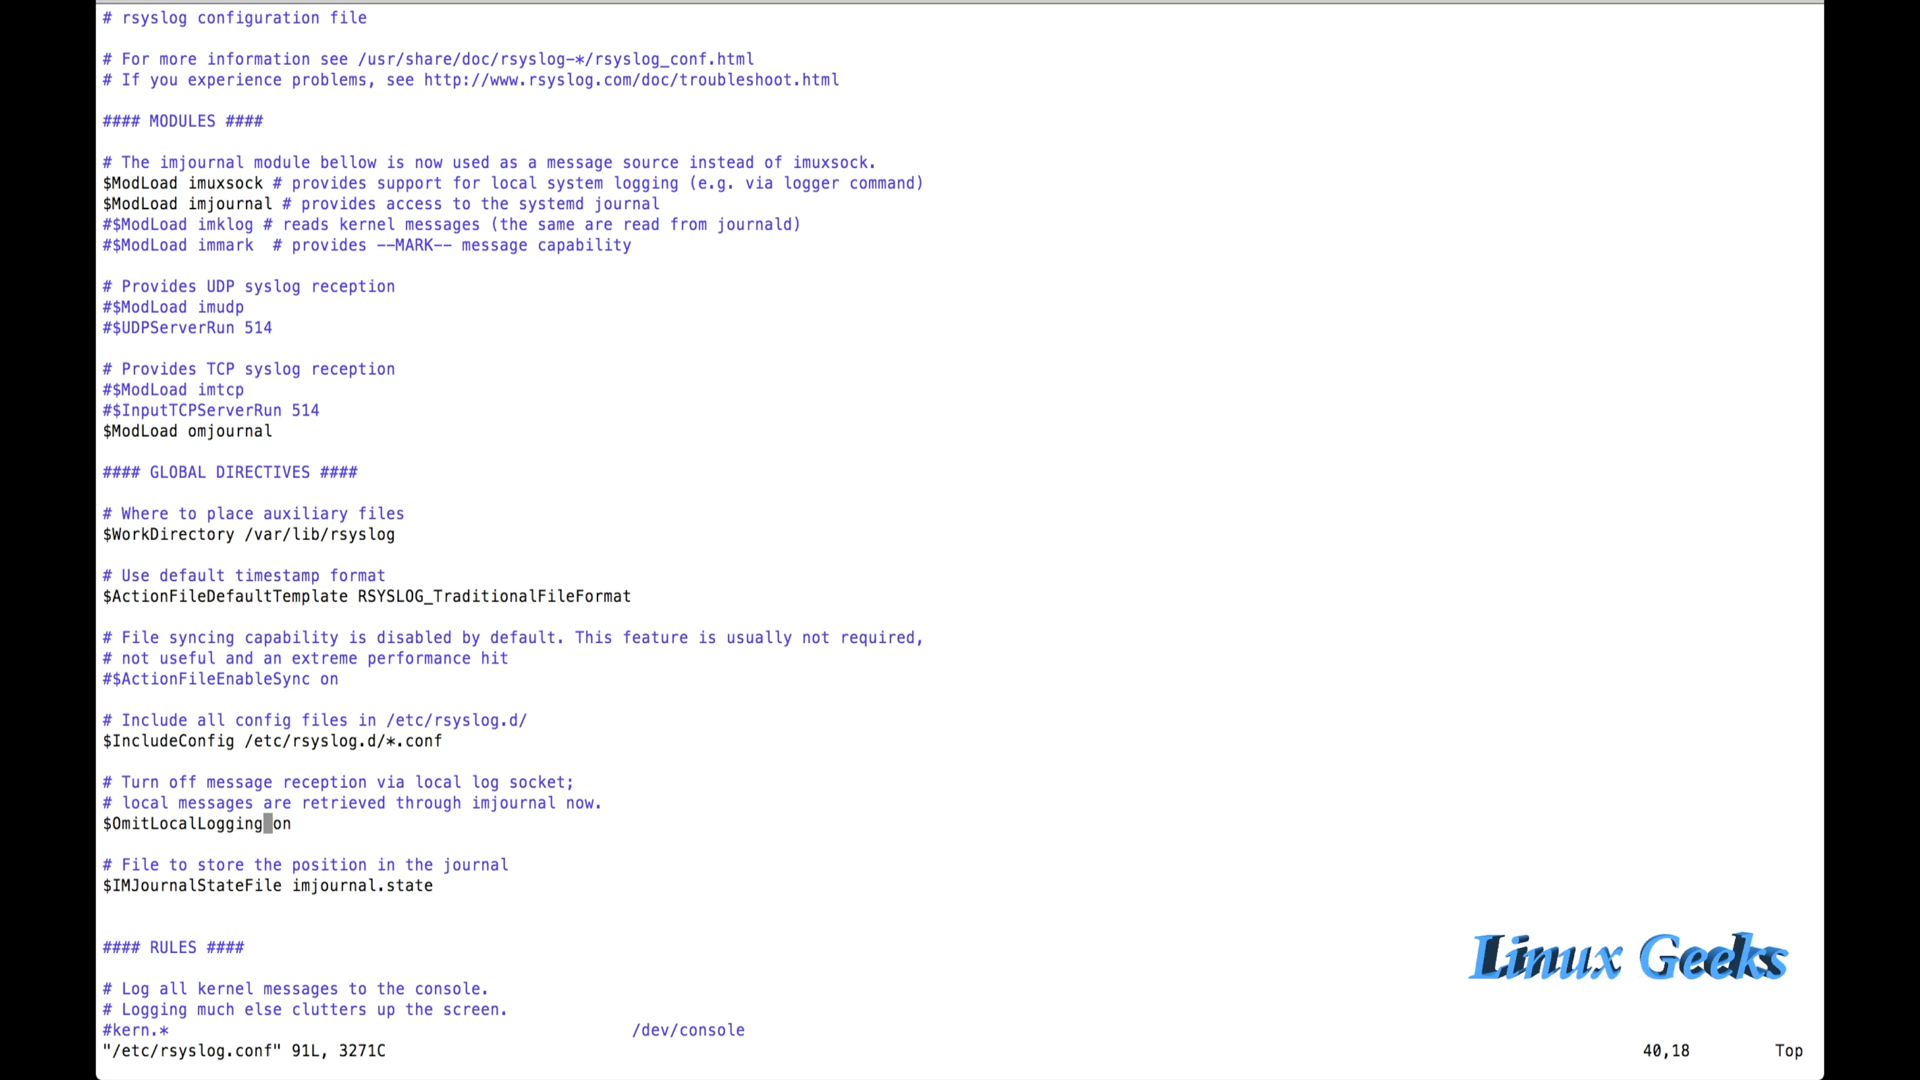 # rsyslog configuration file
# For more information see /usr/share/doc/rsyslog-*/rsyslog_conf.html
# If you experience problems, see http://www.rsyslog.com/doc/troubleshoot.html
#### MODULES ####
# The imjournal module bellow is now used as a message source instead of imuxsock.
$ModLoad imuxsock # provides support for local system logging (e.g. via logger command)
$ModLoad imjournal # provides access to the systemd journal
#$ModLoad imklog # reads kernel messages (the same are read from journald)
#$ModLoad immark  # provides --MARK-- message capability
# Provides UDP syslog reception
#$ModLoad imudp
#$UDPServerRun 514
# Provides TCP syslog reception
#$ModLoad imtcp
#$InputTCPServerRun 514
$ModLoad omjournal
#### GLOBAL DIRECTIVES ####
# Where to place auxiliary files
$WorkDirectory /var/lib/rsyslog
# Use default timestamp format
$ActionFileDefaultTemplate RSYSLOG_TraditionalFileFormat
# File syncing capability is disabled by default. This feature is usually not required,
# not useful and an extreme performance hit
#$ActionFileEnableSync on
# Include all config files in /etc/rsyslog.d/
$IncludeConfig /etc/rsyslog.d/*.conf
# Turn off message reception via local log socket;
# local messages are retrieved through imjournal now.
$OmitLocalLogging on
# File to store the position in the journal
$IMJournalStateFile imjournal.state
#### RULES ####
Linux Geeks
# Log all kernel messages to the console.
# Logging much else clutters up the screen.
#kern.* /dev/console
"/etc/rsyslog.conf" 91L, 3271C 40,18 Top